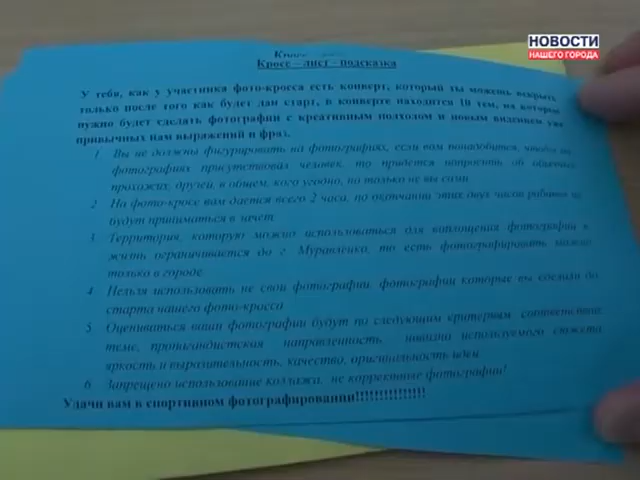 НОВОСТИ
НАШЕГО ГОРОДА
Кросс – лист - подсказка
У тебя, как у участника фото-кросса есть конверт, который ты можешь вскрыть
только после того как будет дан старт, в конверте находится 10 тем, на которые
нужно будет сделать фотографии с креативным подходом и новым видением уже
привычных нам выражений и фраз.
1 Вы не должны фигурировать на фотографиях, если вам понадобится, чтобы на
фотографиях присутствовал человек, то придется попросить об
прохожих, друзей, в общем, кого угодно, но только не вы сами
2 На фото-кросс вам дается всего 2 часа, по окончании этих двух часов работы не
будут приниматься в зачет
3 Территория, которую можно использовать для воплощения фотографии в
жизнь ограничивается до г Муравленко, то есть фотографировать можно
только в городе
4 Нельзя использовать не свои фотографии, фотографии которые вы сделали до
старта нашего фото-кросса
5 Оцениваться ваши фотографии будут по следующим критериям соответствие
теме, пропагандистская направленность используемого сюжета,
яркость и выразительность, качество, оригинальность идеи
6 Запрещено использование коллажа, не корректные фотографии!
Удачи вам в спортивном фотографировании!!!!!!!!!!!!!!!